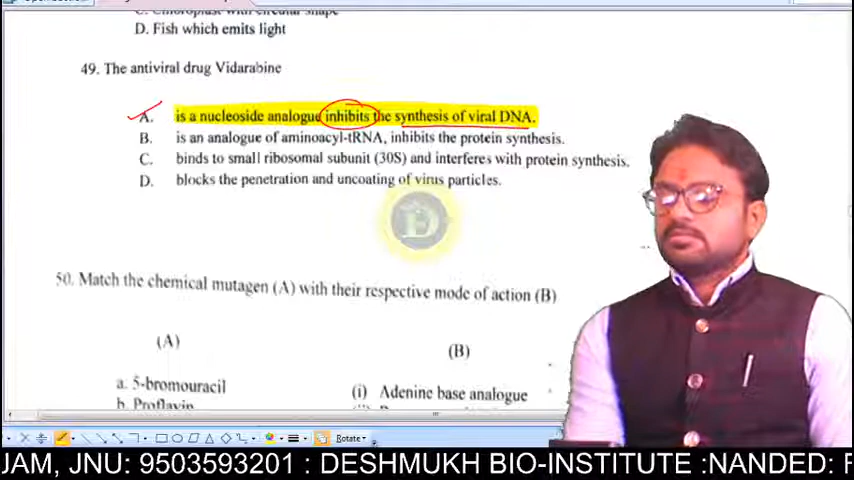 D. Fish which emits light
49. The antiviral drug Vidarabine
A. is a nucleoside analogue inhibits the synthesis of viral DNA.
B. is an analogue of aminoacyl-tRNA, inhibits the protein synthesis.
C. binds to small ribosomal subunit (30S) and interferes with protein synthesis.
D. blocks the penetration and uncoating of virus particles.
50. Match the chemical mutagen (A) with their respective mode of action (B)
(A) (B)
a. 5-bromouracil (i) Adenine base analogue
b. Proflavin
Rotate
JAM, JNU: 9503593201 : DESHMUKH BIO-INSTITUTE :NANDED: